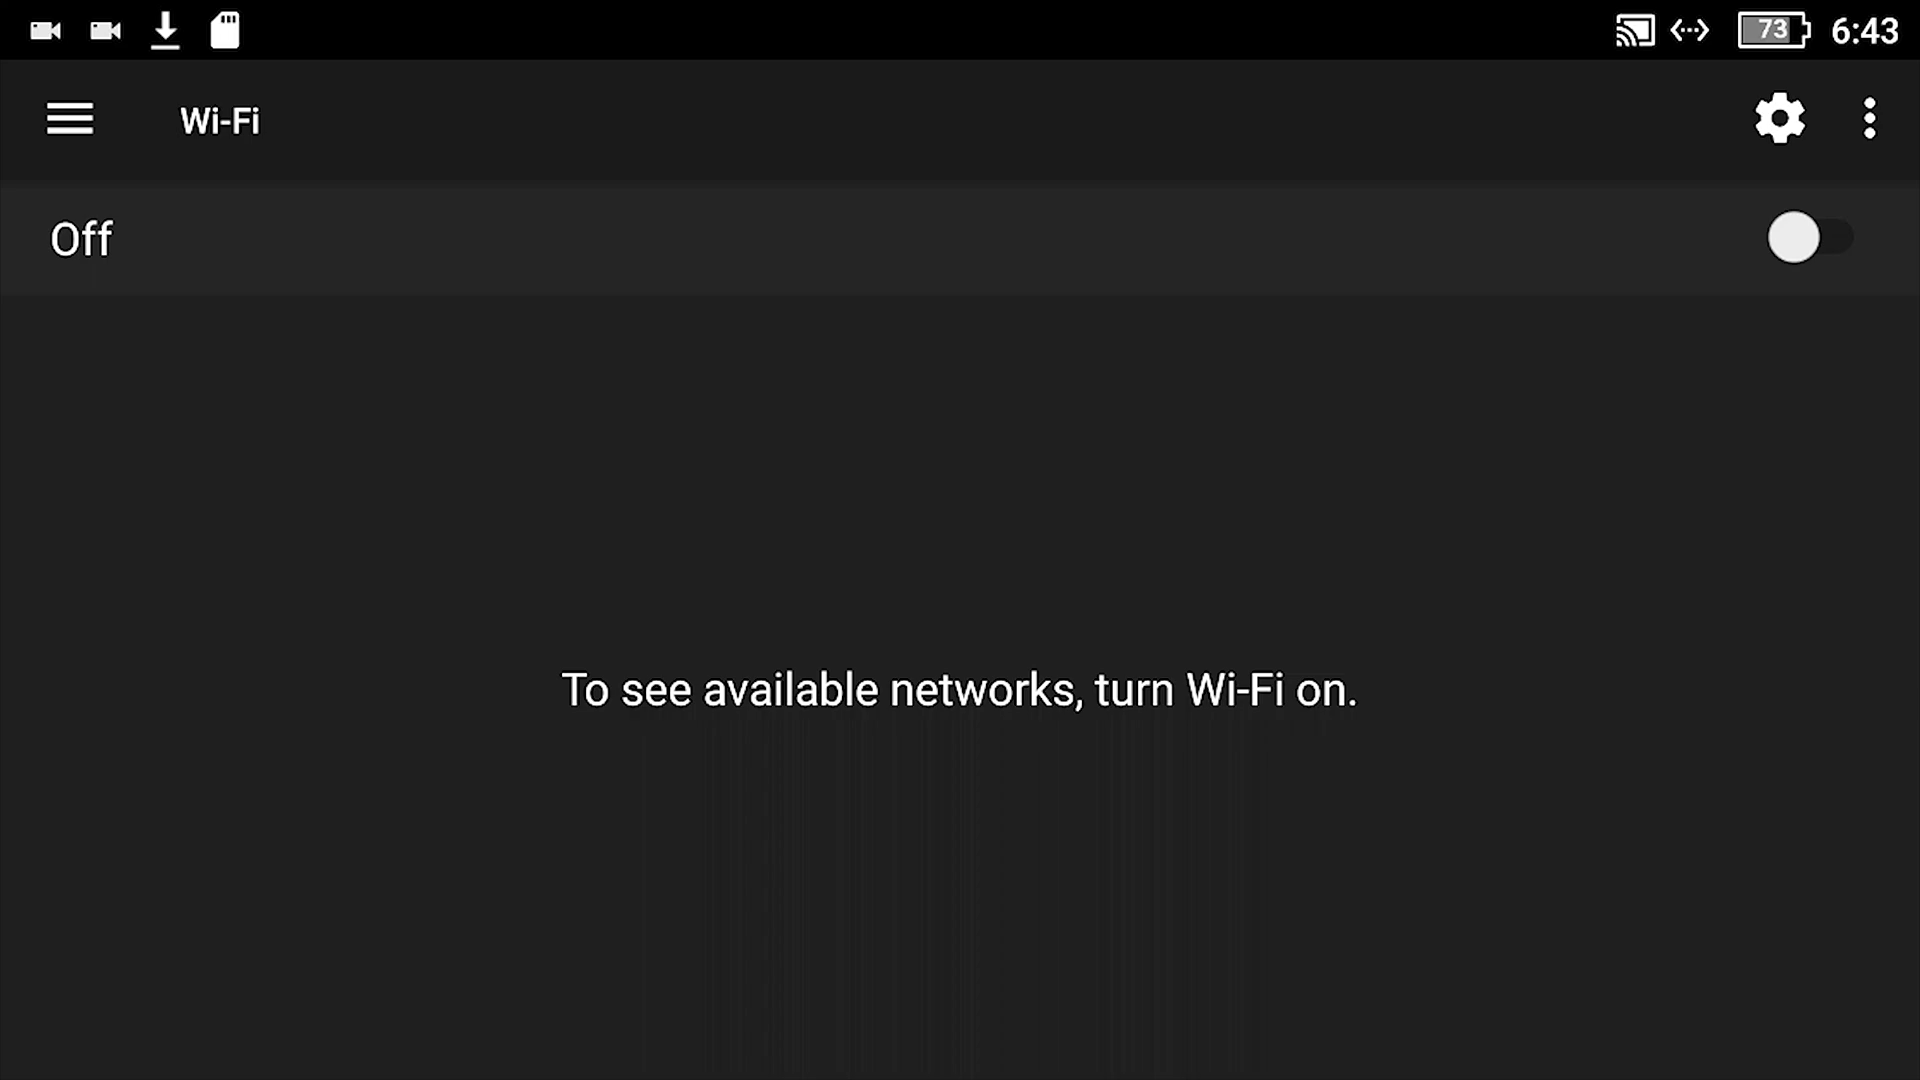 73 6:43
Wi-Fi
Off
To see available networks, turn Wi-Fi on.